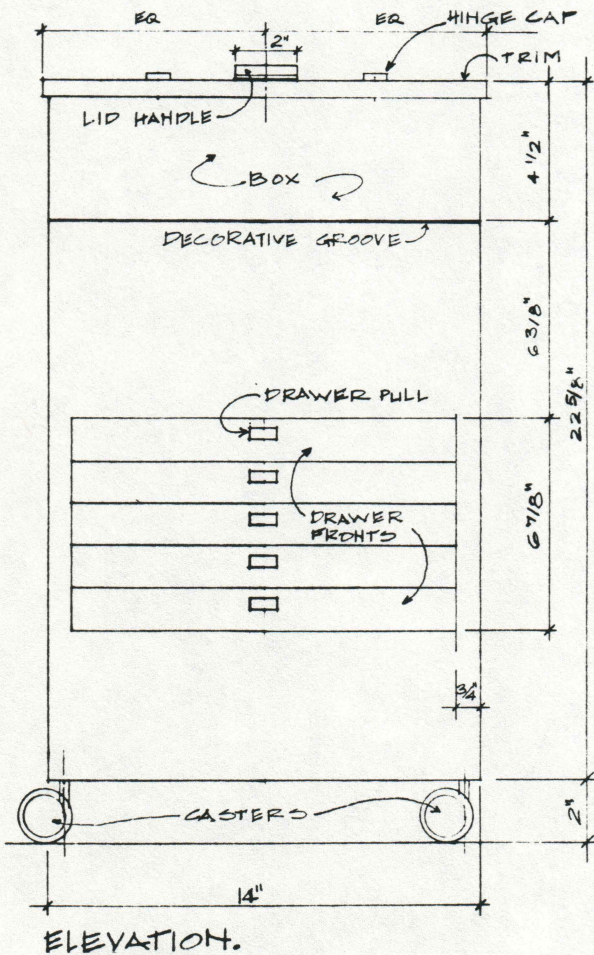 EQ
EQ
HINGE CAP
2"
TRIM
LID HANDLE
BOX
4 1/2"
DECORATIVE GROOVE
6 3/8"
22 5/8"
DRAWER PULL
DRAWER
FRONTS
6 7/8"
3/4"
CASTERS
2"
14"
ELEVATION.